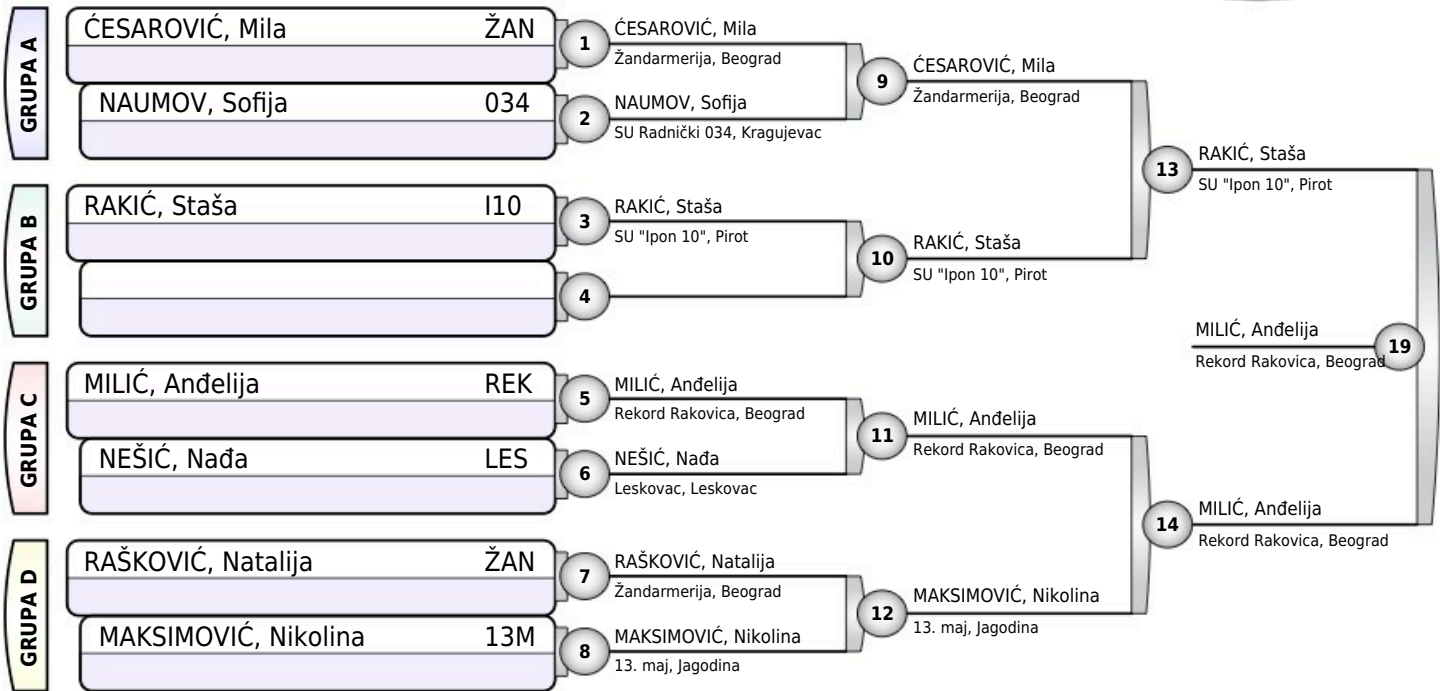 GRUPA A
ĆESAROVIĆ, Mila ŽAN
NAUMOV, Sofija 034
1
ĆESAROVIĆ, Mila
Žandarmerija, Beograd
2
NAUMOV, Sofija
SU Radnički 034, Kragujevac
9
ĆESAROVIĆ, Mila
Žandarmerija, Beograd
GRUPA B
RAKIĆ, Staša I10
3
RAKIĆ, Staša
SU "Ipon 10", Pirot
4
10
RAKIĆ, Staša
SU "Ipon 10", Pirot
13
RAKIĆ, Staša
SU "Ipon 10", Pirot
MILIĆ, Anđelija
Rekord Rakovica, Beograd
19
GRUPA C
MILIĆ, Anđelija REK
NEŠIĆ, Nađa LES
5
MILIĆ, Anđelija
Rekord Rakovica, Beograd
6
NEŠIĆ, Nađa
Leskovac, Leskovac
11
MILIĆ, Anđelija
Rekord Rakovica, Beograd
14
MILIĆ, Anđelija
Rekord Rakovica, Beograd
GRUPA D
RAŠKOVIĆ, Natalija ŽAN
MAKSIMOVIĆ, Nikolina 13M
7
RAŠKOVIĆ, Natalija
Žandarmerija, Beograd
8
MAKSIMOVIĆ, Nikolina
13. maj, Jagodina
12
MAKSIMOVIĆ, Nikolina
13. maj, Jagodina